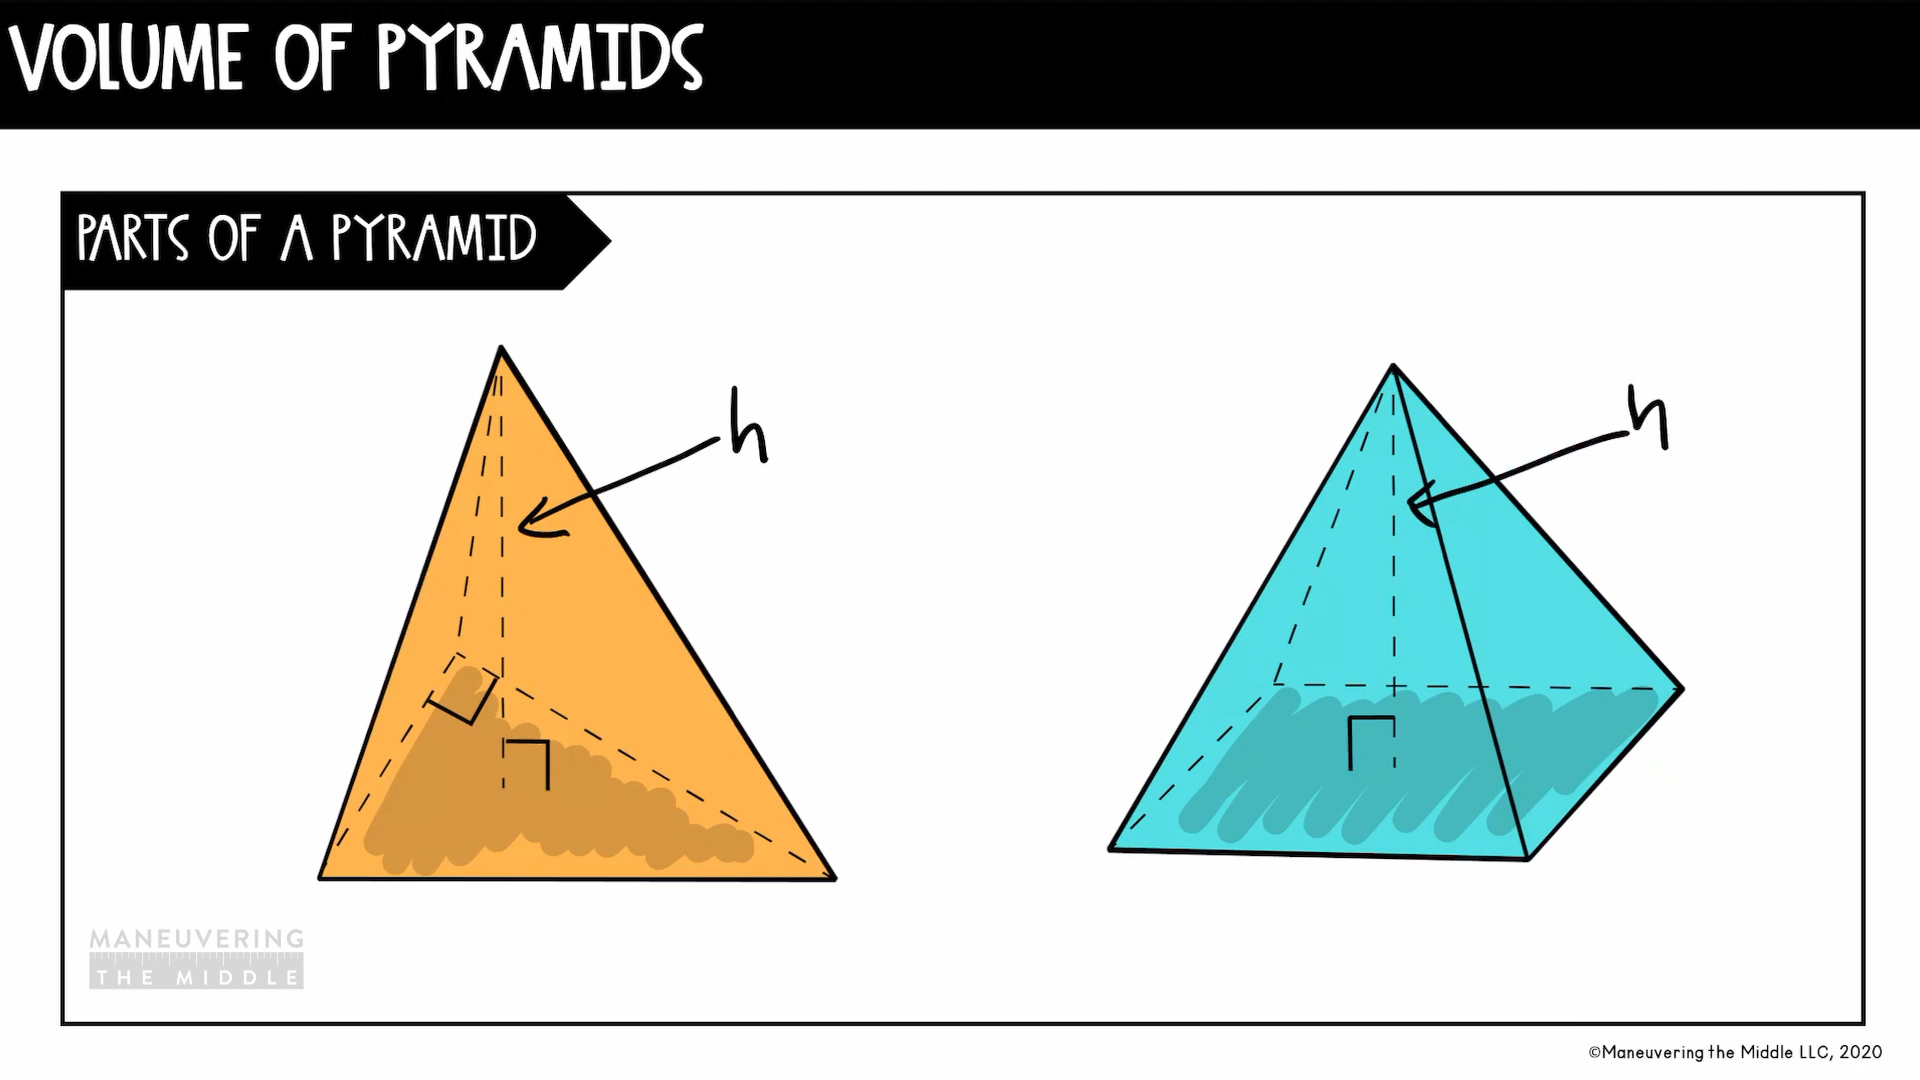 VOLUME OF PYRAMIDS
PARTS OF A PYRAMID
h
h
MANEUVERING
THE MIDDLE
©Maneuvering the Middle LLC, 2020